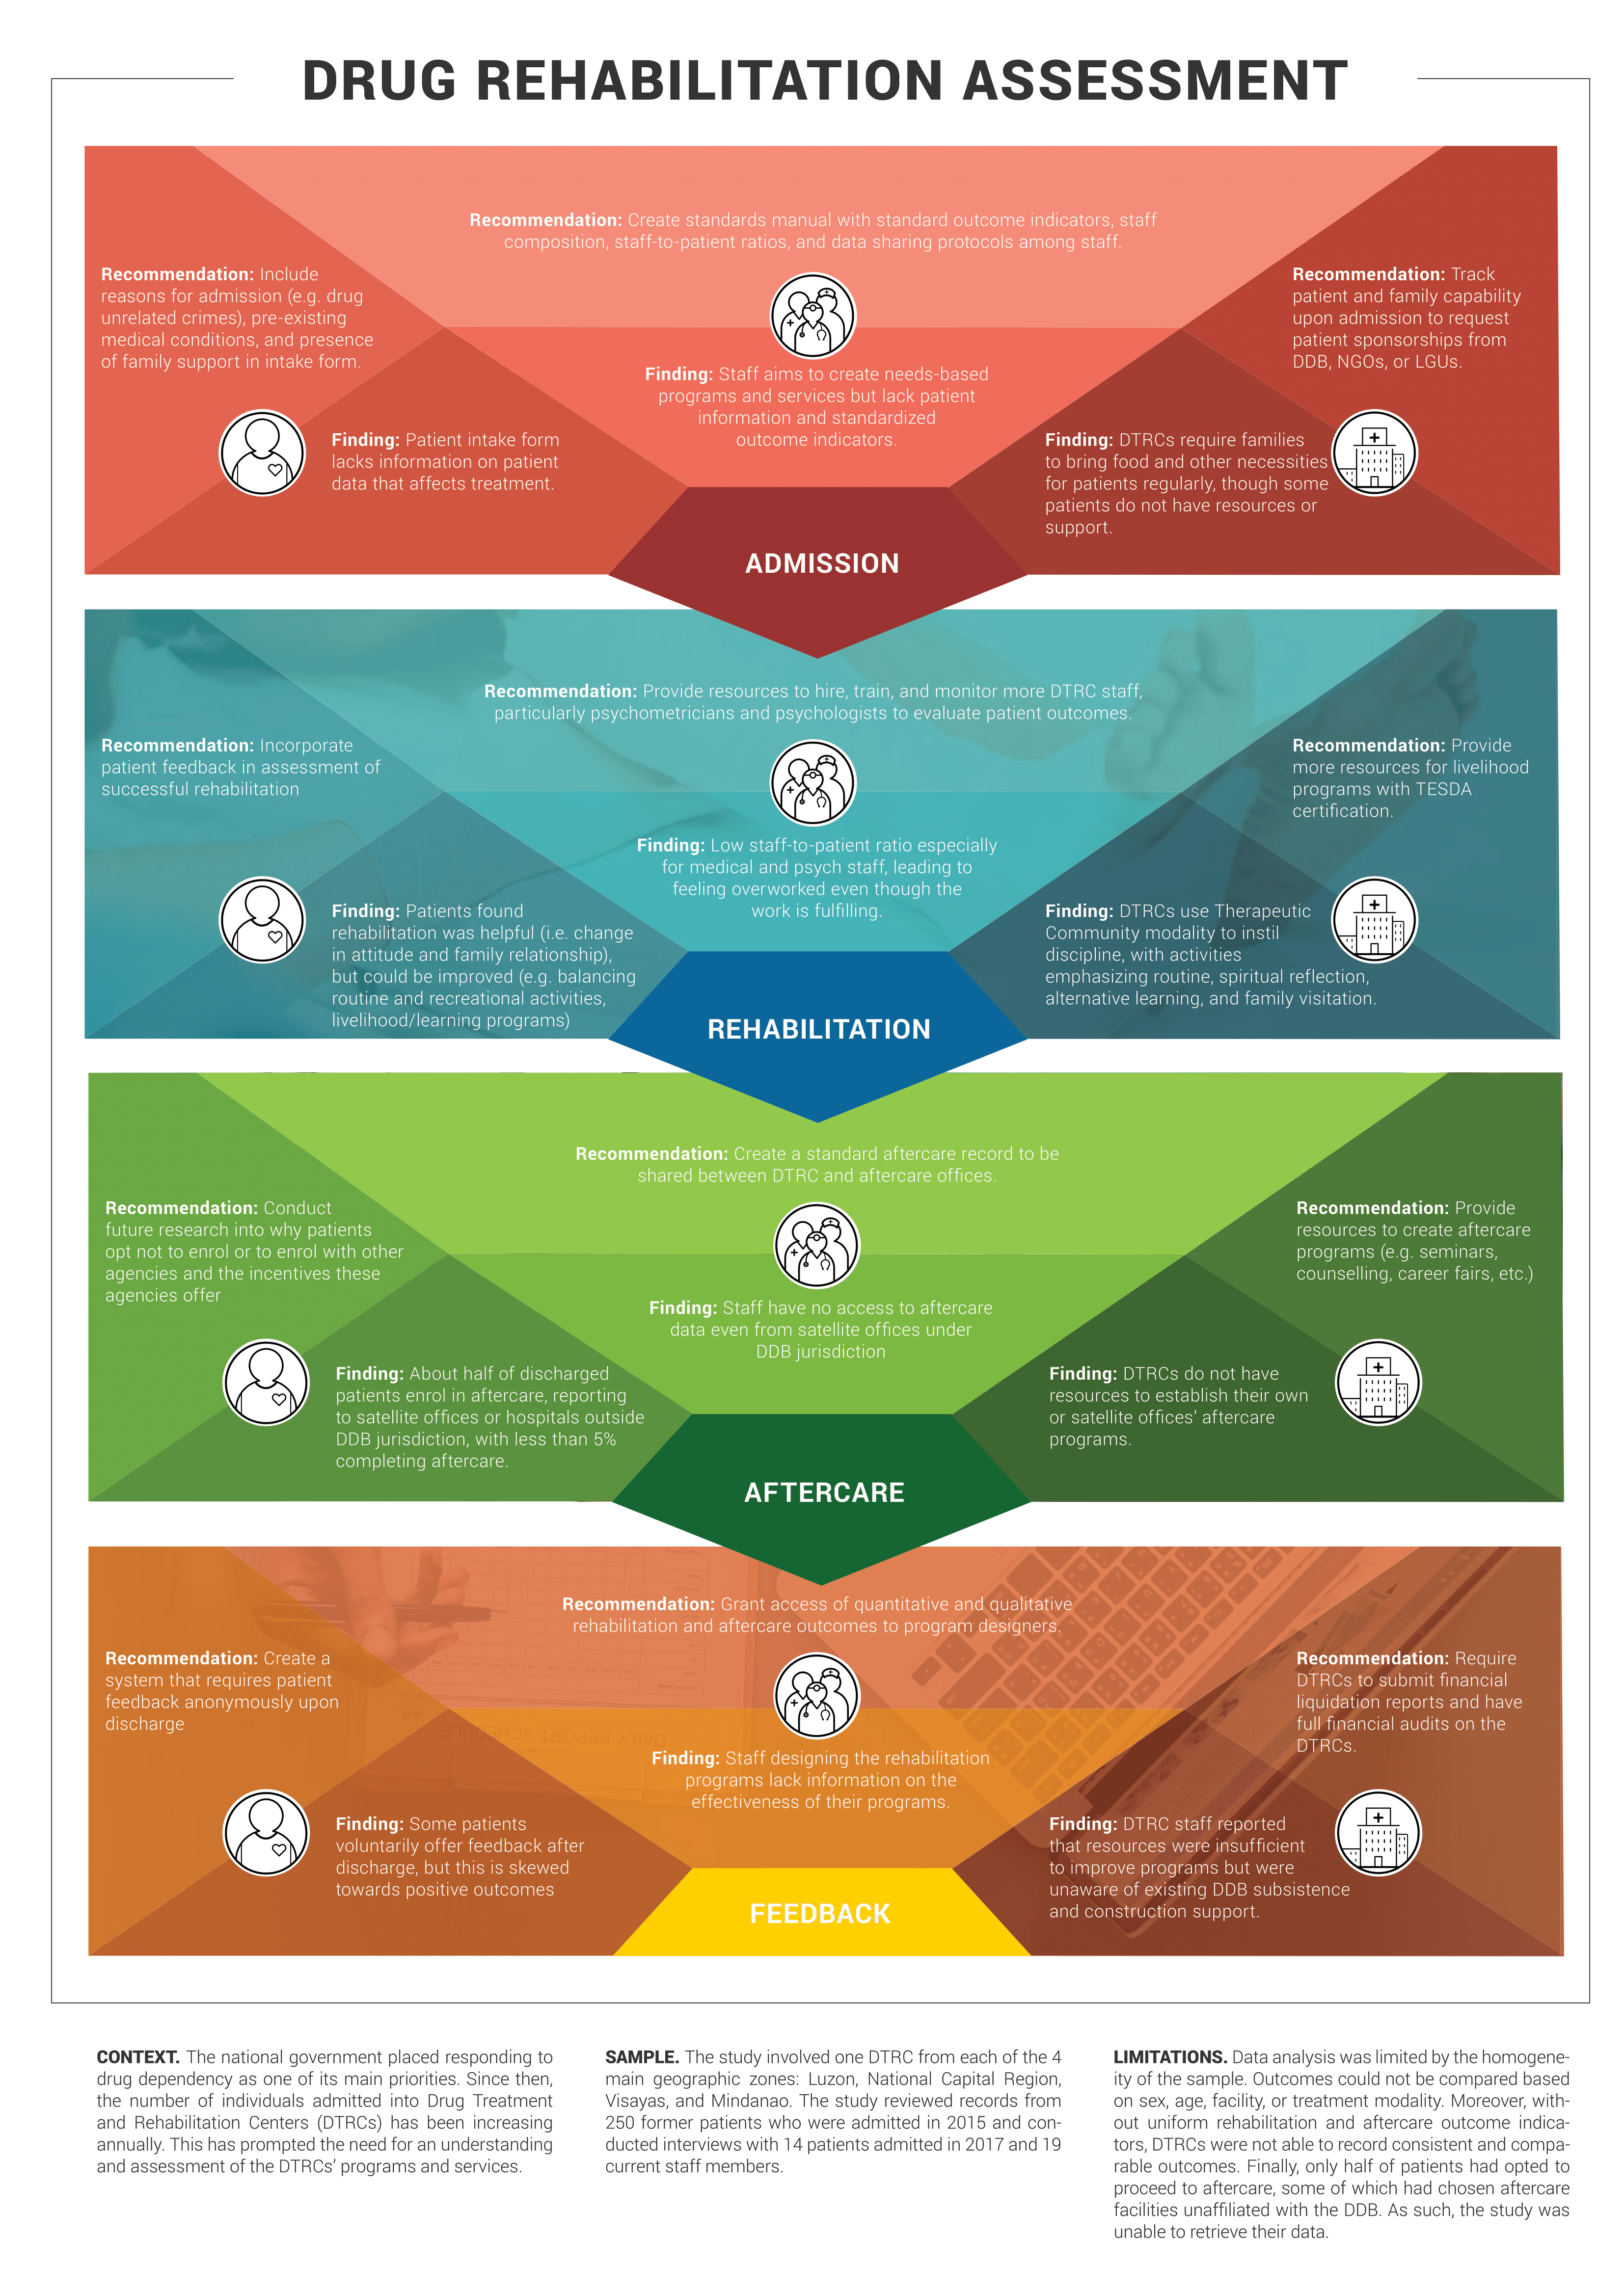 DRUG REHABILITATION ASSESSMENT
Recommendation: Create standards manual with standard outcome indicators, staff
composition, staff-to-patient ratios, and data sharing protocols among staff.
Recommendation: Include
reasons for admission (e.g. drug
unrelated crimes), pre-existing
medical conditions, and presence
of family support in intake form.
Recommendation: Track
patient and family capability
upon admission to request
patient sponsorships from
DDB, NGOs, or LGUs.
Finding: Staff aims to create needs-based
programs and services but lack patient
information and standardized
outcome indicators.
Finding: Patient intake form
lacks information on patient
data that affects treatment.
Finding: DTRCs require families
to bring food and other necessities
for patients regularly, though some
patients do not have resources or
support.
ADMISSION
Recommendation: Provide resources to hire, train, and monitor more DTRC staff,
particularly psychometricians and psychologists to evaluate patient outcomes.
Recommendation: Incorporate
patient feedback in assessment of
successful rehabilitation
Recommendation: Provide
more resources for livelihood
programs with TESDA
certification.
Finding: Low staff-to-patient ratio especially
for medical and psych staff, leading to
feeling overworked even though the
work is fulfilling.
Finding: Patients found
rehabilitation was helpful (i.e. change
in attitude and family relationship),
but could be improved (e.g. balancing
routine and recreational activities,
livelihood/learning programs)
Finding: DTRCs use Therapeutic
Community modality to instil
discipline, with activities
emphasizing routine, spiritual reflection,
alternative learning, and family visitation.
REHABILITATION
Recommendation: Create a standard aftercare record to be
shared between DTRC and aftercare offices.
Recommendation: Conduct
future research into why patients
opt not to enrol or to enrol with other
agencies and the incentives these
agencies offer
Recommendation: Provide
resources to create aftercare
programs (e.g. seminars,
counselling, career fairs, etc.)
Finding: Staff have no access to aftercare
data even from satellite offices under
DDB jurisdiction
Finding: About half of discharged
patients enrol in aftercare, reporting
to satellite offices or hospitals outside
DDB jurisdiction, with less than 5%
completing aftercare.
Finding: DTRCs do not have
resources to establish their own
or satellite offices' aftercare
programs.
AFTERCARE
Recommendation: Grant access of quantitative and qualitative
rehabilitation and aftercare outcomes to program designers.
Recommendation: Create a
system that requires patient
feedback anonymously upon
discharge
Recommendation: Require
DTRCs to submit financial
liquidation reports and have
full financial audits on the
DTRCs.
DAILY REPORT SCHEDULE
Finding: Staff designing the rehabilitation
programs lack information on the
effectiveness of their programs.
Finding: Some patients
voluntarily offer feedback after
discharge, but this is skewed
towards positive outcomes
Finding: DTRC staff reported
that resources were insufficient
to improve programs but were
unaware of existing DDB subsistence
and construction support.
FEEDBACK
CONTEXT. The national government placed responding to
drug dependency as one of its main priorities. Since then,
the number of individuals admitted into Drug Treatment
and Rehabilitation Centers (DTRCs) has been increasing
annually. This has prompted the need for an understanding
and assessment of the DTRCs' programs and services.
SAMPLE. The study involved one DTRC from each of the 4
main geographic zones: Luzon, National Capital Region,
Visayas, and Mindanao. The study reviewed records from
250 former patients who were admitted in 2015 and con-
ducted interviews with 14 patients admitted in 2017 and 19
current staff members.
LIMITATIONS. Data analysis was limited by the homogene-
ity of the sample. Outcomes could not be compared based
on sex, age, facility, or treatment modality. Moreover, with-
out uniform rehabilitation and aftercare outcome indica-
tors, DTRCs were not able to record consistent and compa-
rable outcomes. Finally, only half of patients had opted to
proceed to aftercare, some of which had chosen aftercare
facilities unaffiliated with the DDB. As such, the study was
unable to retrieve their data.